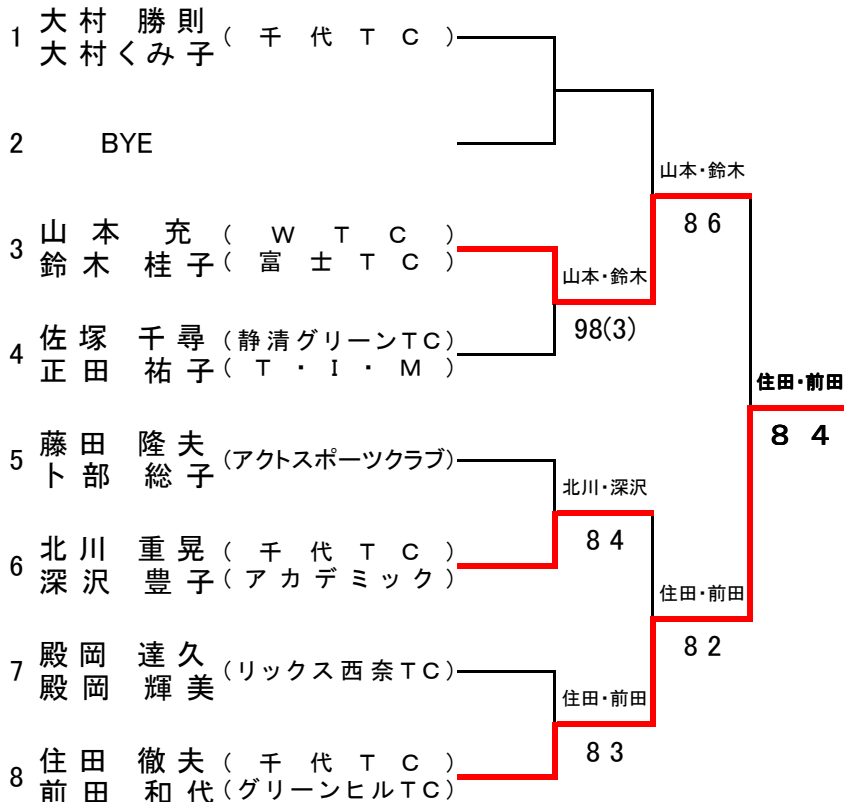 1 大村 勝則 (千代TC)
大村くみ子
2 BYE
山本・鈴木
86
3 山本 充 (WTC)
鈴木 桂子 (富士TC)
山本・鈴木
98(3)
4 佐塚 千尋 (静清グリーンTC)
正田 祐子 (T・I・M)
住田・前田
84
5 藤田 隆夫 (アクトスポーツクラブ)
卜部 総子
北川・深沢
84
6 北川 重晃 (千代TC)
深沢 豊子 (アカデミック)
住田・前田
82
7 殿岡 達久 (リックス西奈TC)
殿岡 輝美
住田・前田
83
8 住田 徹夫 (千代TC)
前田 和代 (グリーンヒルTC)